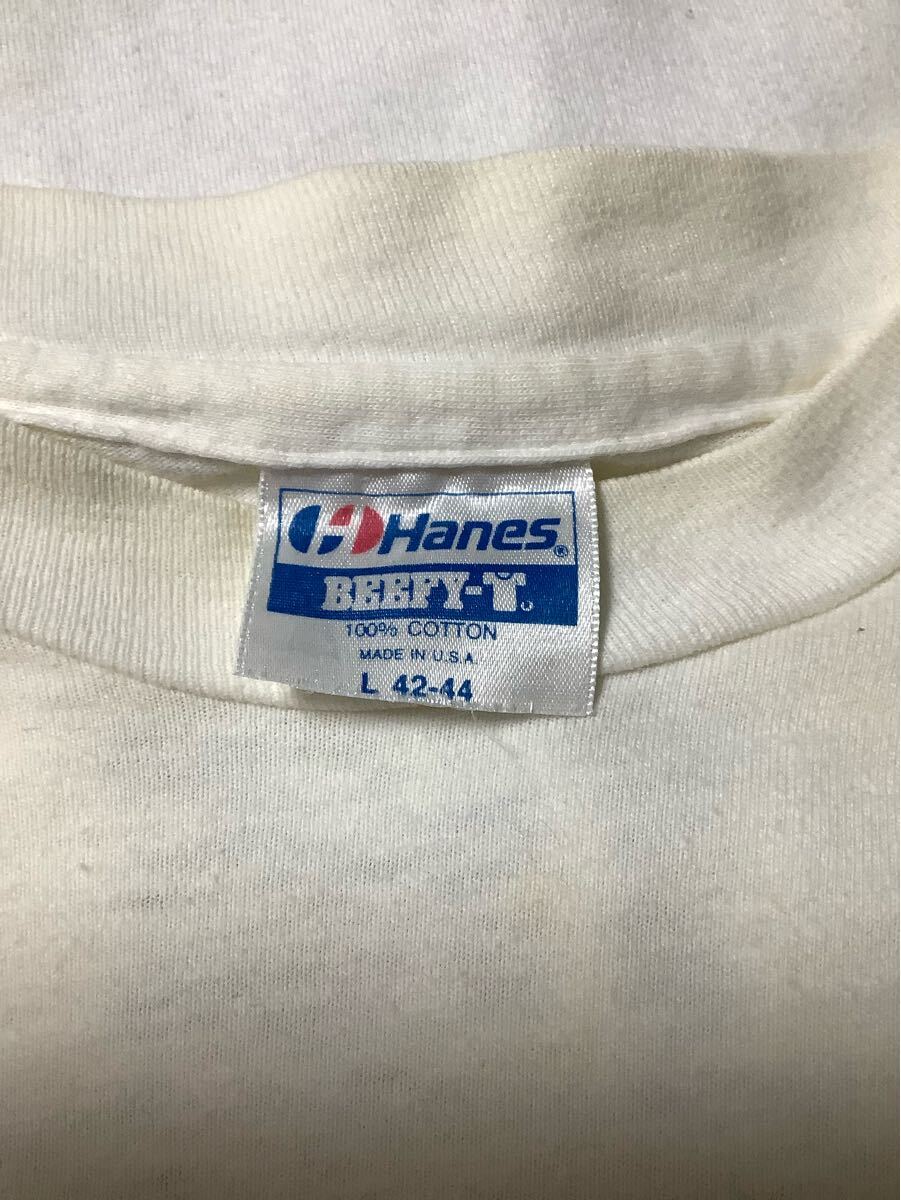 Hanes®
BEEFY-T®
100% COTTON
MADE IN U.S.A.
L 42-44